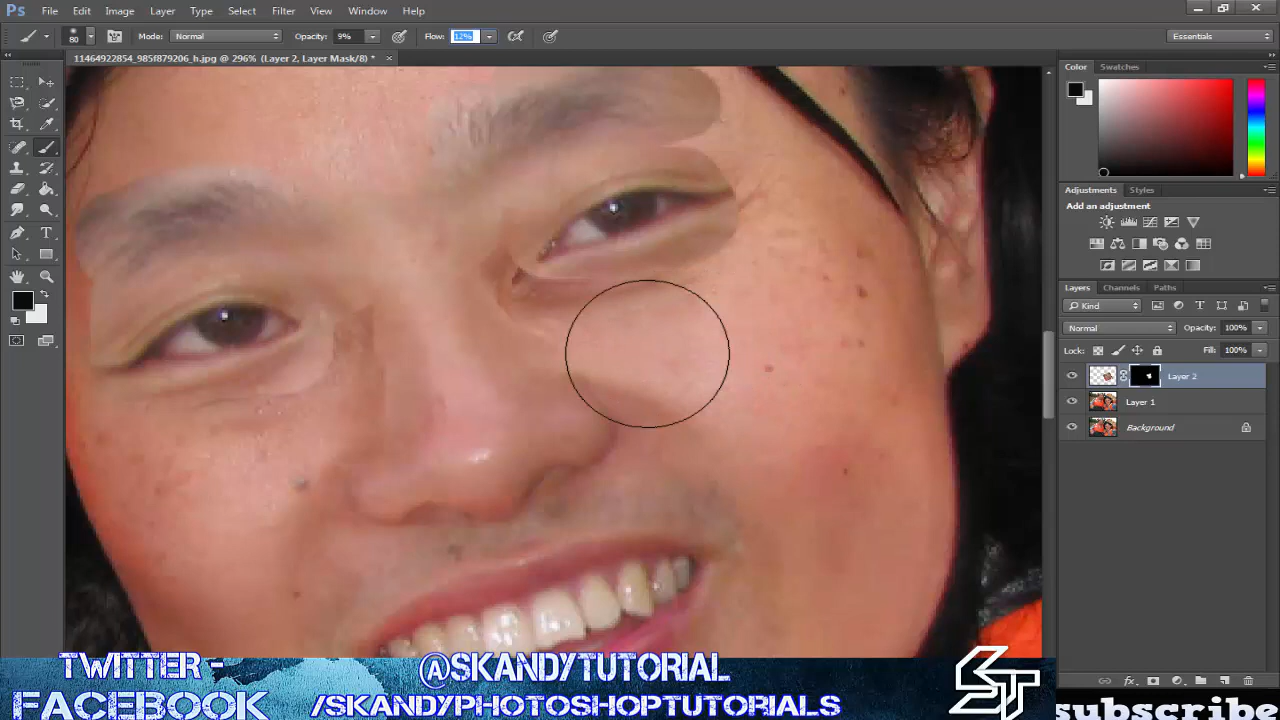 Ps File Edit Image Layer Type Select Filter View Window Help
80 Mode: Normal Opacity: 9% Flow: 12% Essentials
11464922854_985f879206_h.jpg @ 296% (Layer 2, Layer Mask/8) * ×
Color Swatches
Adjustments Styles
Add an adjustment
Layers Channels Paths
Kind
Normal Opacity: 100%
Lock: Fill: 100%
Layer 2
Layer 1
Background
fx
TWITTER - @SKANDYTUTORIAL
FACEBOOK /SKANDYPHOTOSHOPTUTORIALS
ST
subscribe